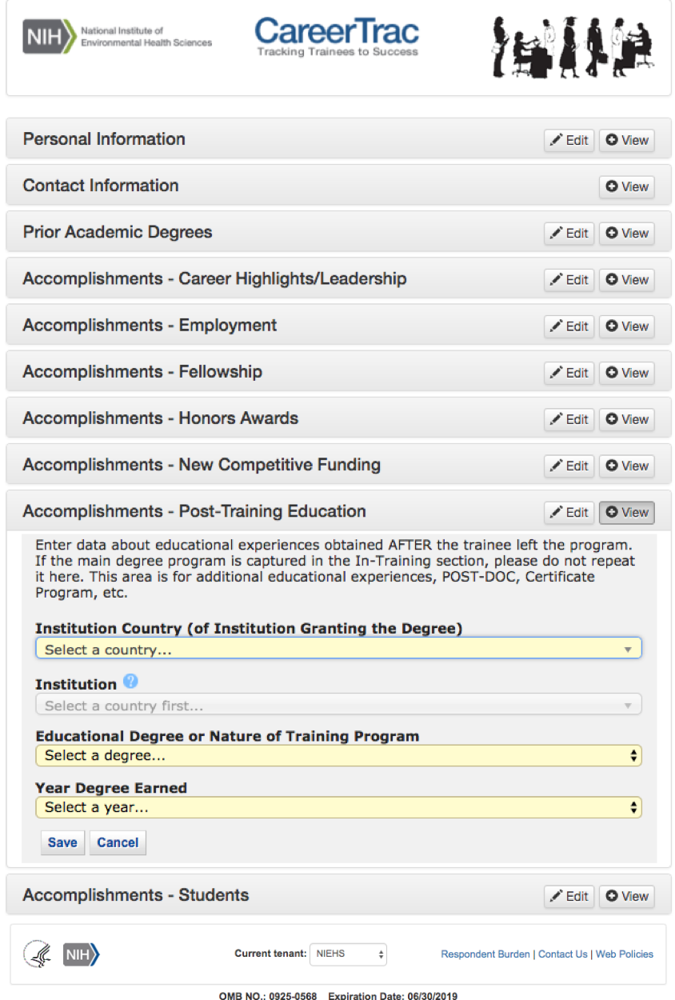 NIH
National Institute of
Environmental Health Sciences
CareerTrac
Tracking Trainees to Success
Personal Information
Edit
View
Contact Information
View
Prior Academic Degrees
Edit
View
Accomplishments - Career Highlights/Leadership
Edit
View
Accomplishments - Employment
Edit
View
Accomplishments - Fellowship
Edit
View
Accomplishments - Honors Awards
Edit
View
Accomplishments - New Competitive Funding
Edit
View
Accomplishments - Post-Training Education
Edit
View
Enter data about educational experiences obtained AFTER the trainee left the program.
If the main degree program is captured in the In-Training section, please do not repeat
it here. This area is for additional educational experiences, POST-DOC, Certificate
Program, etc.
Institution Country (of Institution Granting the Degree)
Select a country...
Institution ?
Select a country first...
Educational Degree or Nature of Training Program
Select a degree...
Year Degree Earned
Select a year...
Save
Cancel
Accomplishments - Students
Edit
View
NIH
Current tenant: NIEHS
Respondent Burden | Contact Us | Web Policies
OMB NO.: 0925-0568 Expiration Date: 06/30/2019